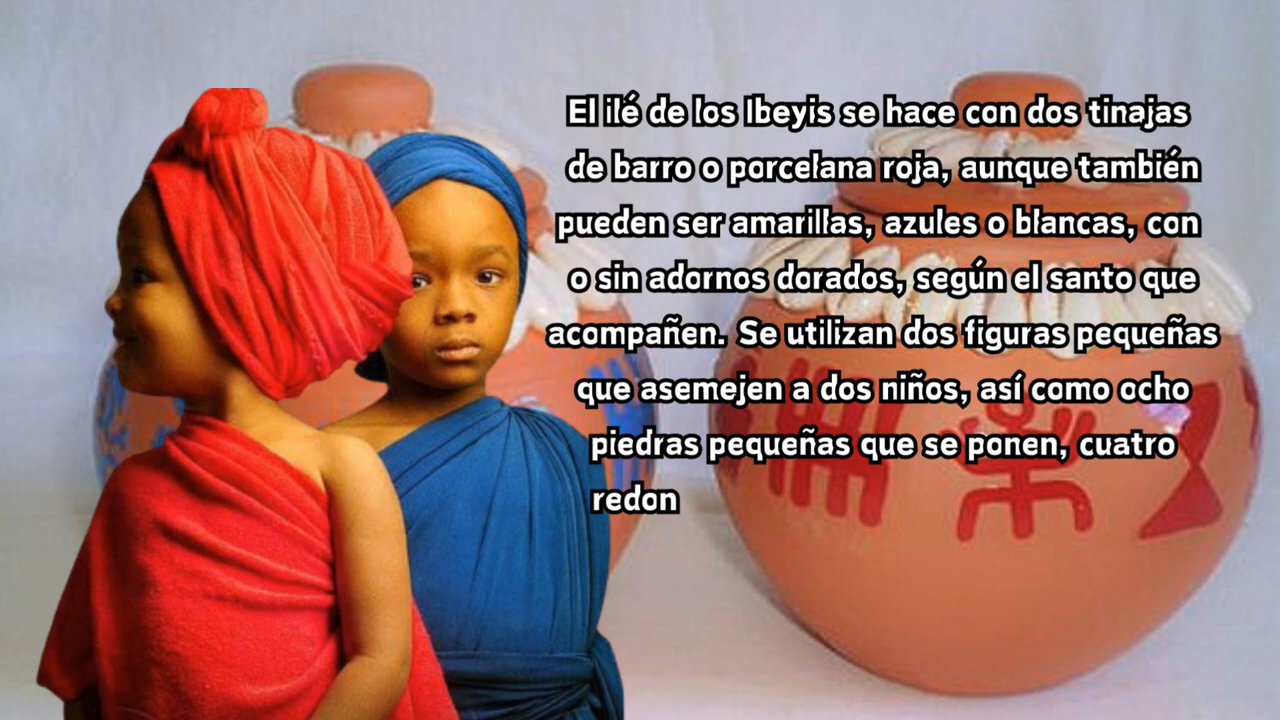 El ilé de los Ibeyis se hace con dos tinajas
de barro o porcelana roja, aunque también
pueden ser amarillas, azules o blancas, con
o sin adornos dorados, según el santo que
acompañen. Se utilizan dos figuras pequeñas
que asemejen a dos niños, así como ocho
piedras pequeñas que se ponen, cuatro
redon